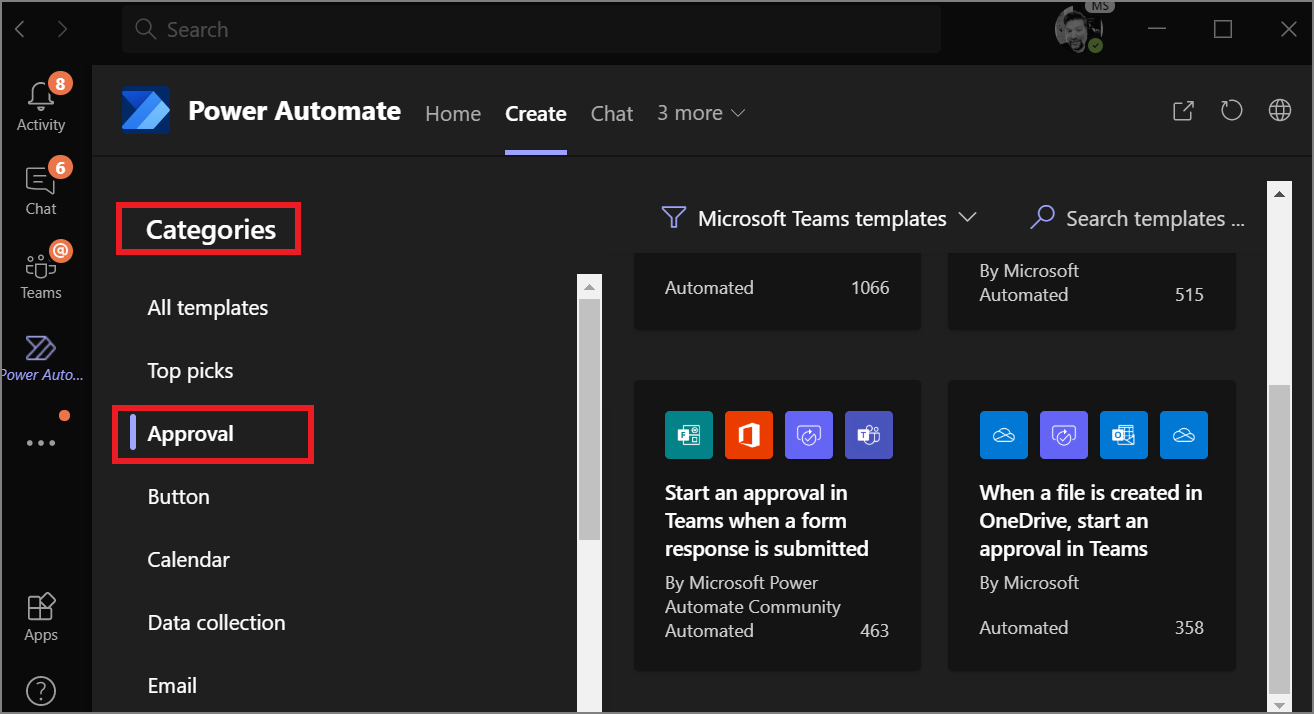 Search
MS
8
Activity
6
Chat
@
Teams
Power Auto...
Apps
?
Power Automate
Home
Create
Chat
3 more
Categories
All templates
Top picks
Approval
Button
Calendar
Data collection
Email
Microsoft Teams templates
Search templates ...
Automated 1066
By Microsoft
Automated 515
Start an approval in
Teams when a form
response is submitted
By Microsoft Power
Automate Community
Automated 463
When a file is created in
OneDrive, start an
approval in Teams
By Microsoft
Automated 358